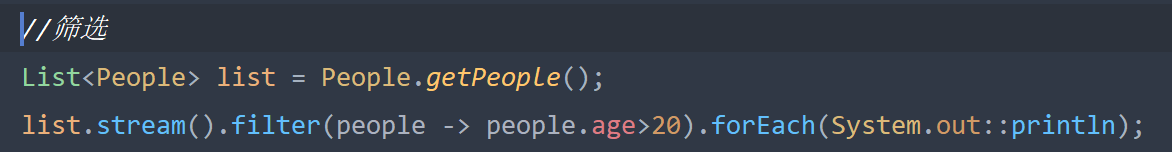 //筛选
List<People> list = People.getPeople();
list.stream().filter(people -> people.age>20).forEach(System.out::println);